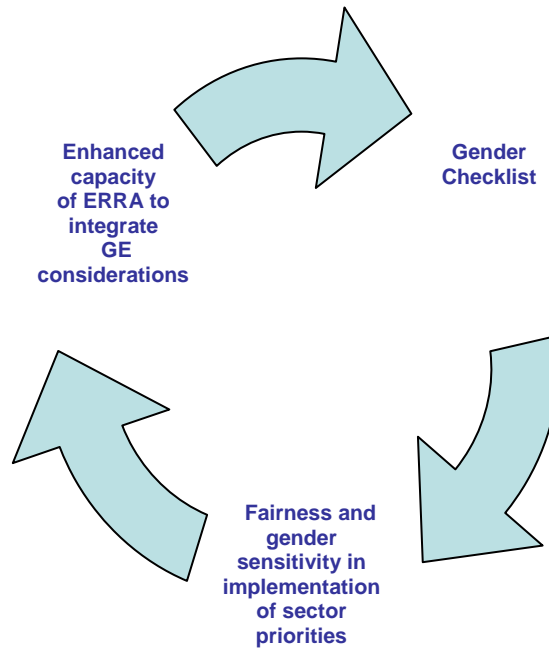 Enhanced
capacity
of ERRA to
integrate
GE
considerations
Gender
Checklist
Fairness and
gender
sensitivity in
implementation
of sector
priorities